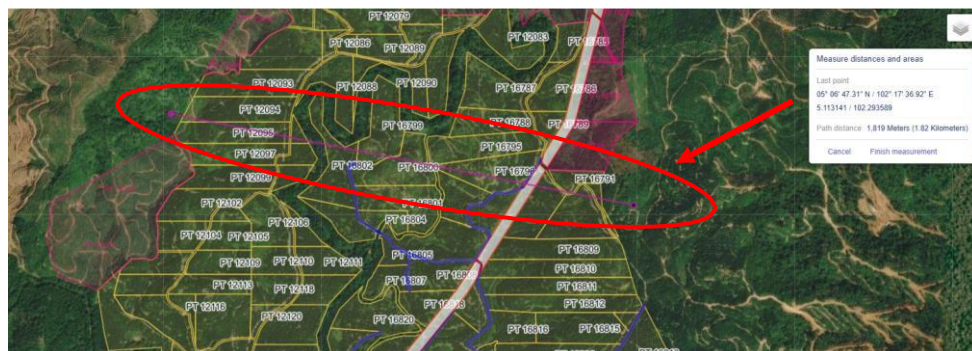 PT 12079
PT 12086
PT 12089
PT 12083
PT 16785
PT 12093
PT 12088
PT 12090
PT 16787
PT 16786
PT 12094
PT 16799
PT 16788
PT 16789
PT 12095
PT 16795
PT 12097
PT 16802
PT 16800
PT 12099
PT 16791
PT 12102
PT 16801
PT 12106
PT 16804
PT 12104
PT 12105
PT 16805
PT 16809
PT 12109
PT 12110
PT 12111
PT 16810
PT 12113
PT 12118
PT 16807
PT 16811
PT 12116
PT 16812
PT 12120
PT 16820
PT 16816
PT 16815
Measure distances and areas
Last point
05° 06' 47.31" N / 102° 17' 36.92" E
5.113141 / 102.293589
Path distance 1,819 Meters (1.82 Kilometers)
Cancel Finish measurement